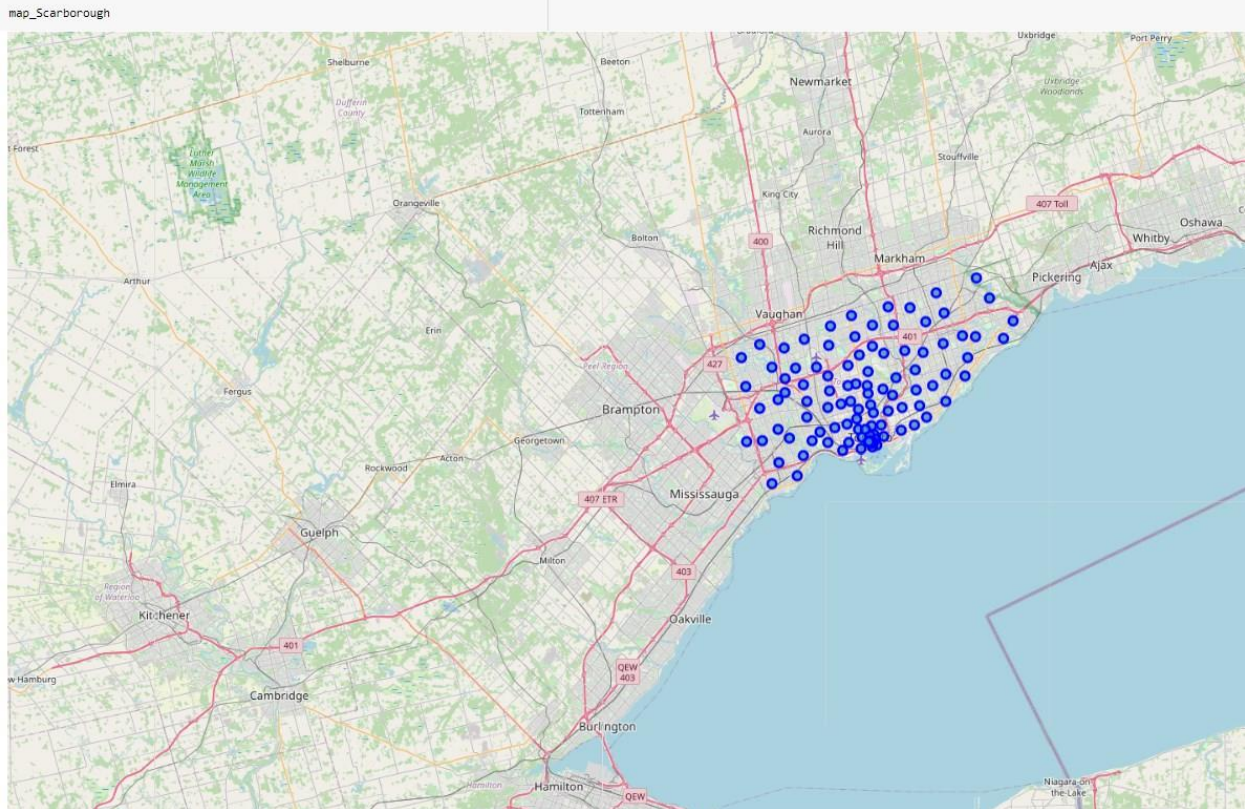 map_Scarborough
Uxbridge
Port Perry
Shelburne
Beeton
Newmarket
Uxbridge
Woodlands
Dufferin
County
Tottenham
Aurora
t Forest
Luther
Marsh
Wildlife
Management
Area
Stouffville
King City
Orangeville
407 Toll
Oshawa
Richmond
Hill
Bolton
400
Whitby
Markham
Ajax
Pickering
Arthur
Vaughan
Erin
401
427
Peel Region
Fergus
Brampton
Georgetown
Acton
Rockwood
Elmira
Mississauga
407 ETR
Guelph
Milton
403
Region
of Waterloo
Kitchener
Oakville
401
QEW
403
w Hamburg
Cambridge
Burlington
Hamilton
Hamilton
Niagara-on
the-Lake
QEW